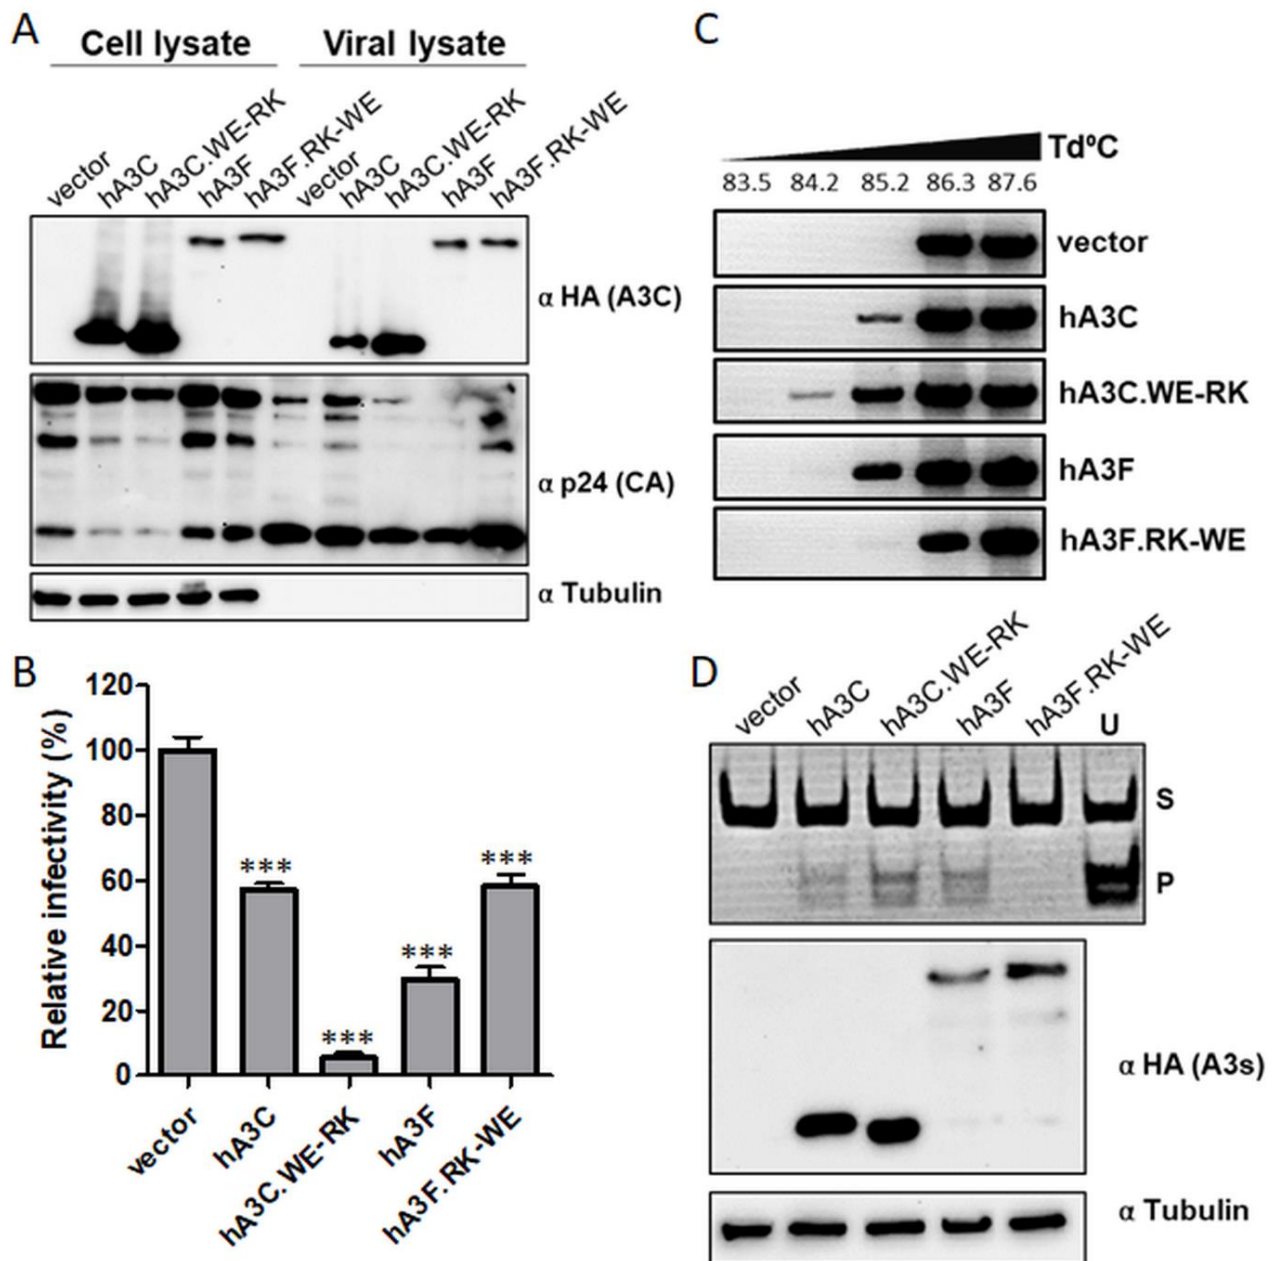 A
Cell lysate Viral lysate
vector hA3C hA3C.WE-RK hA3F hA3F.RK-WE vector hA3C hA3C.WE-RK hA3F hA3F.RK-WE
α HA (A3C)
α p24 (CA)
α Tubulin
B
Relative infectivity (%)
120
100
80
60
40
20
0
*** *** *** ***
vector hA3C hA3C.WE-RK hA3F hA3F.RK-WE
C
TdºC
83.5 84.2 85.2 86.3 87.6
vector
hA3C
hA3C.WE-RK
hA3F
hA3F.RK-WE
D
vector hA3C hA3C.WE-RK hA3F hA3F.RK-WE U
S
P
α HA (A3s)
α Tubulin